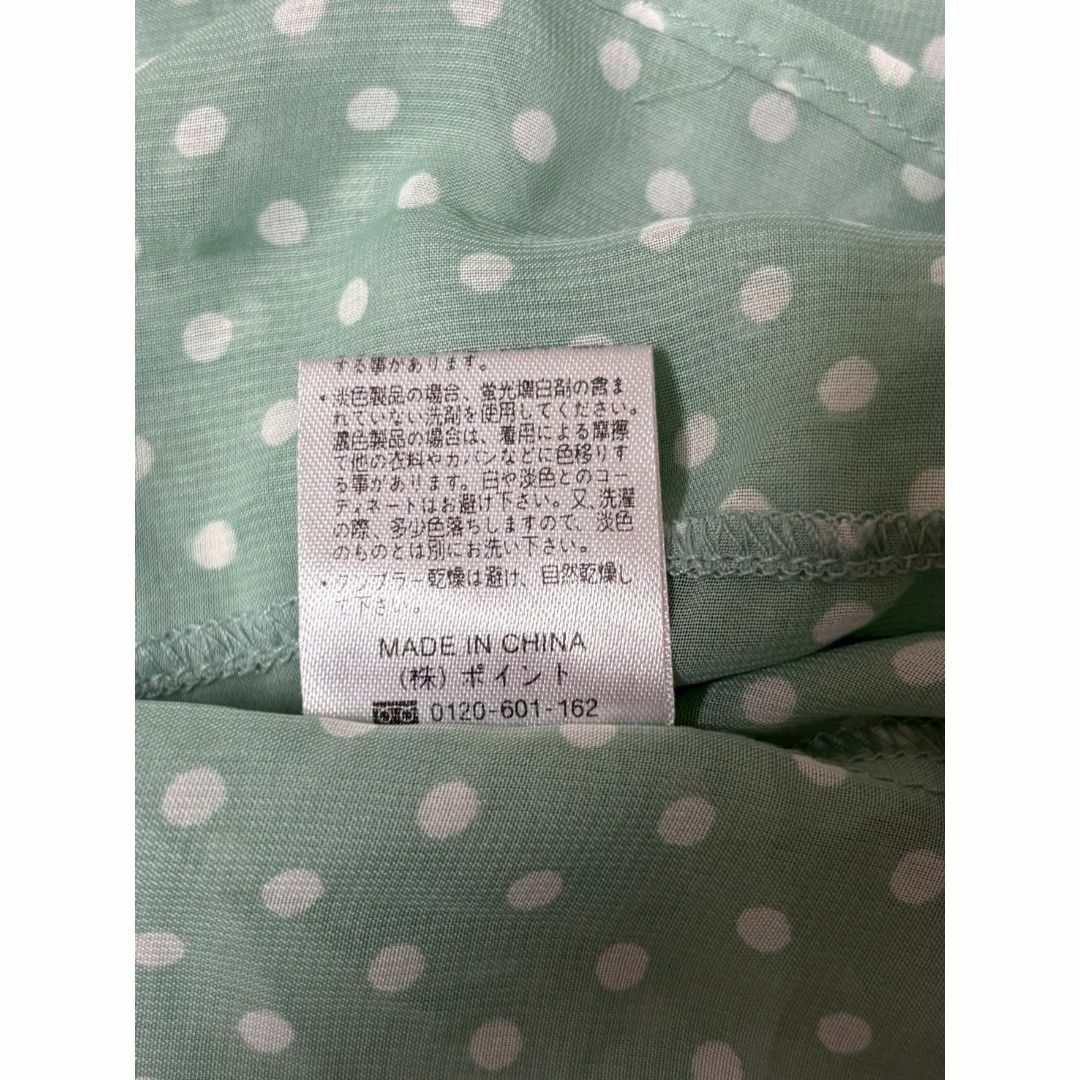 する事があります。
・淡色製品の場合、蛍光増白剤の含ま
れていない洗剤を使用してください。
濃色製品の場合は、着用による摩擦
で他の衣料やカバンなどに色移りす
る事があります。白や淡色とのコー
ディネートはお避け下さい。又、洗濯
の際、多少色落ちしますので、淡色
のものとは別にお洗い下さい。
・タンブラー乾燥は避け、自然乾燥し
て下さい。
MADE IN CHINA
(株) ポイント
0120-601-162